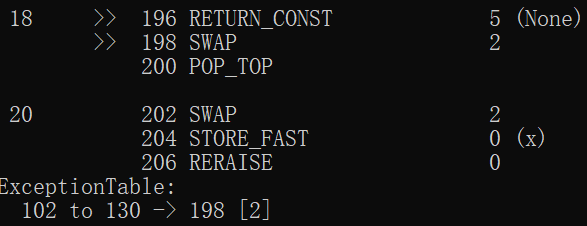 18 >> 196 RETURN_CONST 5 (None)
>> 198 SWAP 2
200 POP_TOP
20 202 SWAP 2
204 STORE_FAST 0 (x)
206 RERAISE 0
ExceptionTable:
102 to 130 -> 198 [2]